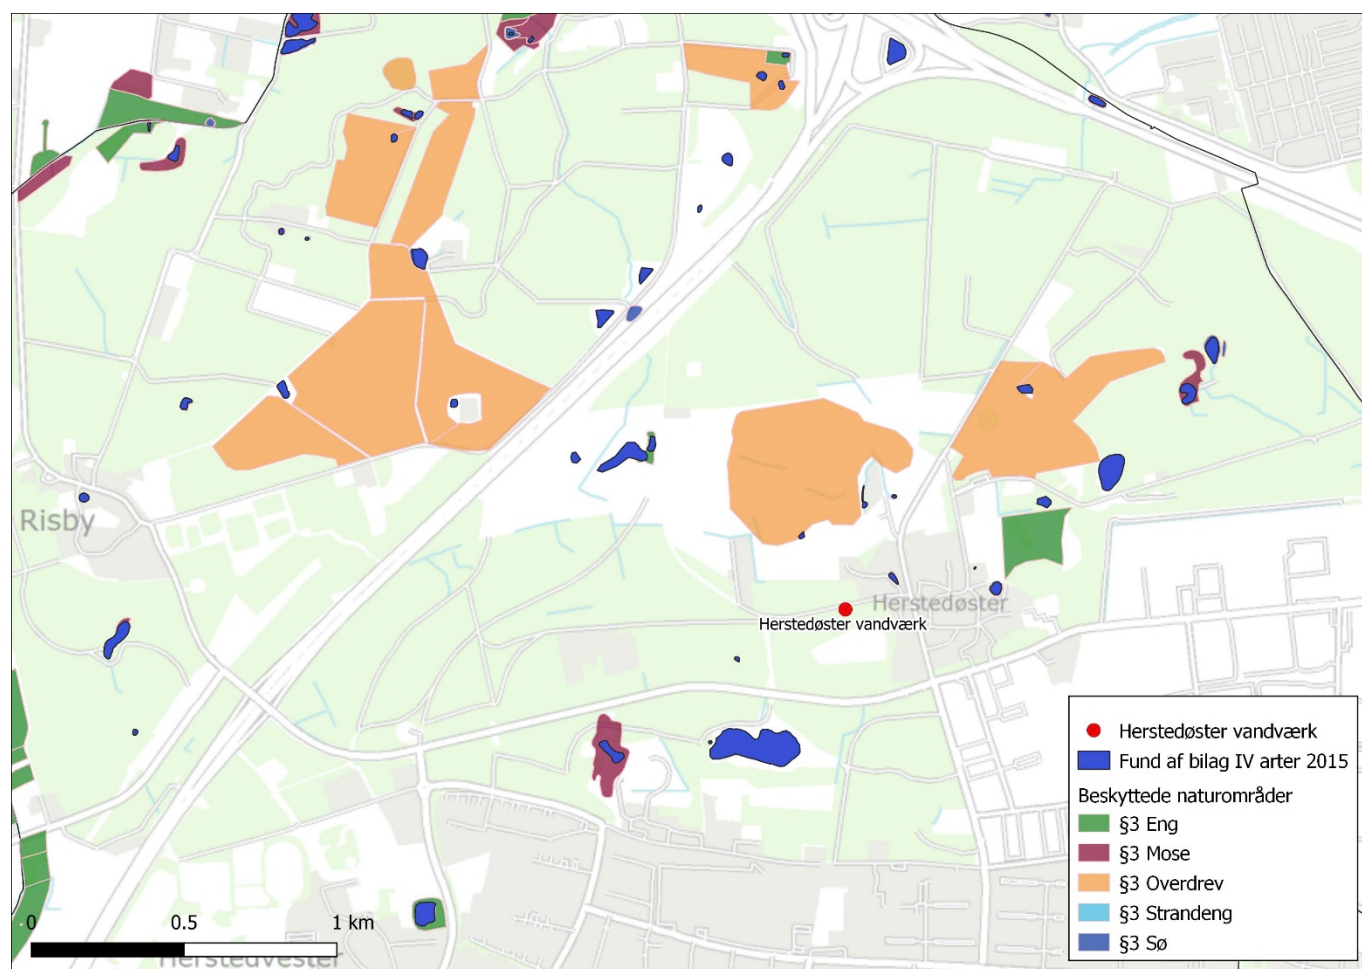 Risby
Herstedøster
Herstedøster vandværk
Herstedøster vandværk
Fund af bilag IV arter 2015
Beskyttede naturområder
§3 Eng
§3 Mose
§3 Overdrev
§3 Strandeng
§3 Sø
0 0.5 1 km
Herstedvester